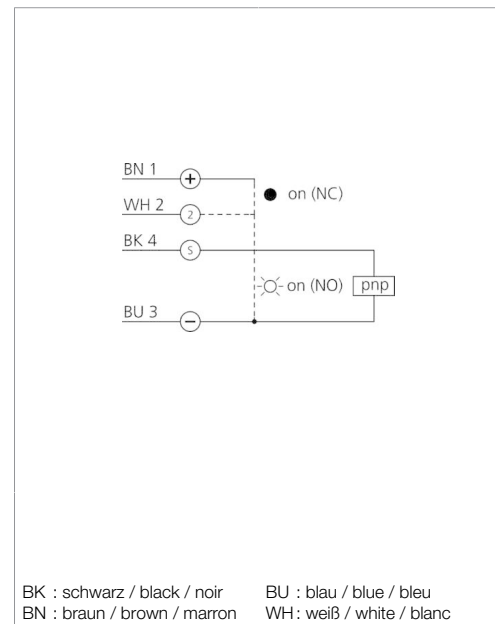 BN 1 +
● on (NC)
WH 2 2
BK 4 S
on (NO) pnp
BU 3 −
BK : schwarz / black / noir BU : blau / blue / bleu
BN : braun / brown / marron WH : weiß / white / blanc